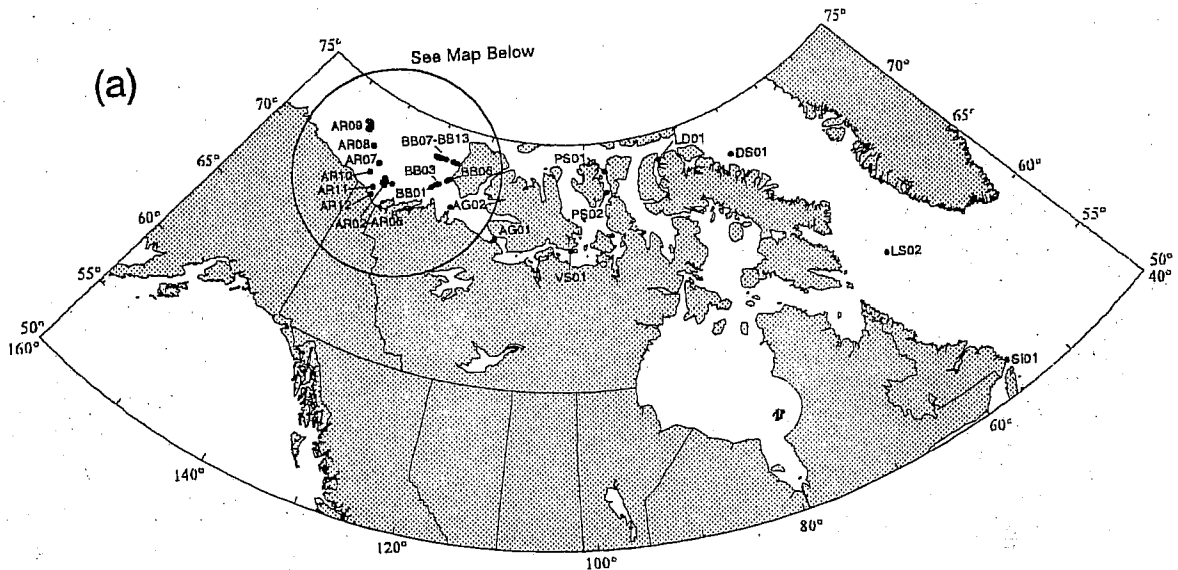 (a)
See Map Below
75°
75°
70°
70°
65°
65°
60°
60°
55°
55°
50°
50°
160°
40°
140°
120°
100°
80°
60°
AR09
AR08
AR07
AR10
AR11
AR12
AR02-AR06
BB07-BB13
BB03
BB06
BB01
AG02
AG01
VS01
PS01
PS02
LD01
DS01
LS02
SI01